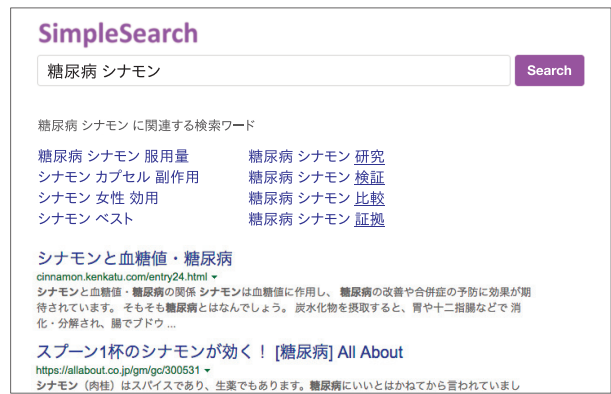 SimpleSearch
糖尿病 シナモン
Search
糖尿病 シナモン に関連する検索ワード
糖尿病 シナモン 服用量
シナモン カプセル 副作用
シナモン 女性 効用
シナモン ベスト
糖尿病 シナモン 研究
糖尿病 シナモン 検証
糖尿病 シナモン 比較
糖尿病 シナモン 証拠
シナモンと血糖値・糖尿病
cinnamon.kenkatu.com/entry24.html
シナモンと血糖値・糖尿病の関係 シナモンは血糖値に作用し、 糖尿病の改善や合併症の予防に効果が期
待されています。 そもそも糖尿病とはなんでしょう。 炭水化物を摂取すると、胃や十二指腸などで 消
化・分解され、腸でブドウ ...
スプーン1杯のシナモンが効く！ [糖尿病] All About
https://allabout.co.jp/gm/gc/300531
シナモン（肉桂）はスパイスであり、生薬でもあります。糖尿病にいいとはかねてから言われていまし